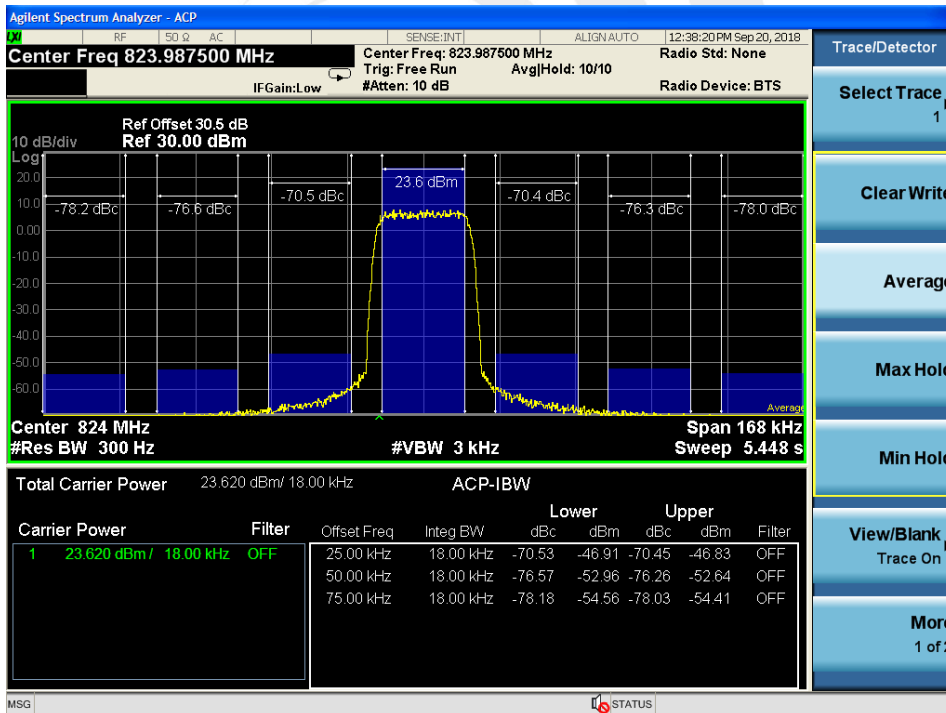 Agilent Spectrum Analyzer - ACP
LXI RF 50 Ω AC SENSE:INT ALIGN AUTO 12:38:20 PM Sep 20, 2018
Center Freq 823.987500 MHz
Center Freq: 823.987500 MHz Radio Std: None
Trig: Free Run Avg|Hold: 10/10
IFGain:Low #Atten: 10 dB Radio Device: BTS
Ref Offset 30.5 dB
10 dB/div Ref 30.00 dBm
Log
20.0
10.0
0.00
-10.0
-20.0
-30.0
-40.0
-50.0
-60.0
-78.2 dBc -76.6 dBc -70.5 dBc 23.6 dBm -70.4 dBc -76.3 dBc -78.0 dBc
Average
Center 824 MHz Span 168 kHz
#Res BW 300 Hz #VBW 3 kHz Sweep 5.448 s
Total Carrier Power 23.620 dBm/ 18.00 kHz ACP-IBW
Lower Upper
Carrier Power Filter Offset Freq Integ BW dBc dBm dBc dBm Filter
1 23.620 dBm / 18.00 kHz OFF 25.00 kHz 18.00 kHz -70.53 -46.91 -70.45 -46.83 OFF
50.00 kHz 18.00 kHz -76.57 -52.96 -76.26 -52.64 OFF
75.00 kHz 18.00 kHz -78.18 -54.56 -78.03 -54.41 OFF
MSG STATUS
Trace/Detector
Select Trace
1
Clear Write
Average
Max Hold
Min Hold
View/Blank
Trace On
More
1 of 2